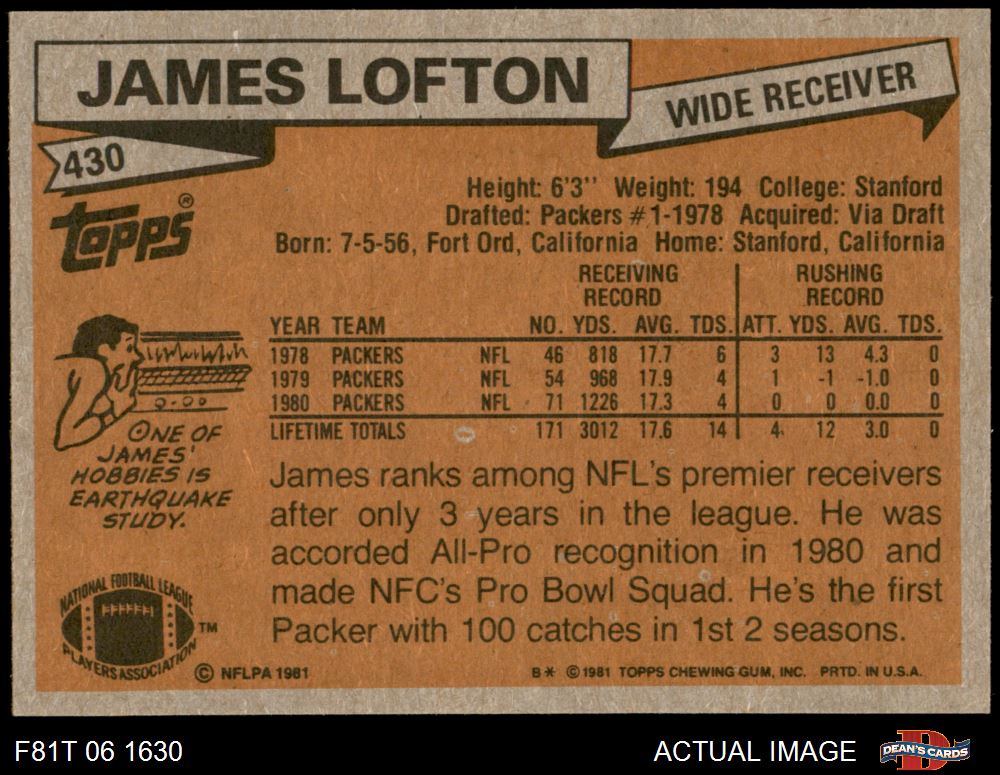 JAMES LOFTON
WIDE RECEIVER
430
topps®
Height: 6'3'' Weight: 194 College: Stanford
Drafted: Packers #1-1978 Acquired: Via Draft
Born: 7-5-56, Fort Ord, California Home: Stanford, California
RECEIVING RECORD RUSHING RECORD
YEAR TEAM NO. YDS. AVG. TDS. ATT. YDS. AVG. TDS.
1978 PACKERS NFL 46 818 17.7 6 3 13 4.3 0
1979 PACKERS NFL 54 968 17.9 4 1 -1 -1.0 0
1980 PACKERS NFL 71 1226 17.3 4 0 0 0.0 0
LIFETIME TOTALS 171 3012 17.6 14 4 12 3.0 0
ONE OF
JAMES'
HOBBIES IS
EARTHQUAKE
STUDY.
James ranks among NFL's premier receivers
after only 3 years in the league. He was
accorded All-Pro recognition in 1980 and
made NFC's Pro Bowl Squad. He's the first
Packer with 100 catches in 1st 2 seasons.
NATIONAL FOOTBALL LEAGUE
PLAYERS ASSOCIATION TM
© NFLPA 1981
B* © 1981 TOPPS CHEWING GUM, INC. PRTD. IN U.S.A.
F81T 06 1630
ACTUAL IMAGE
D
DEAN'S CARDS